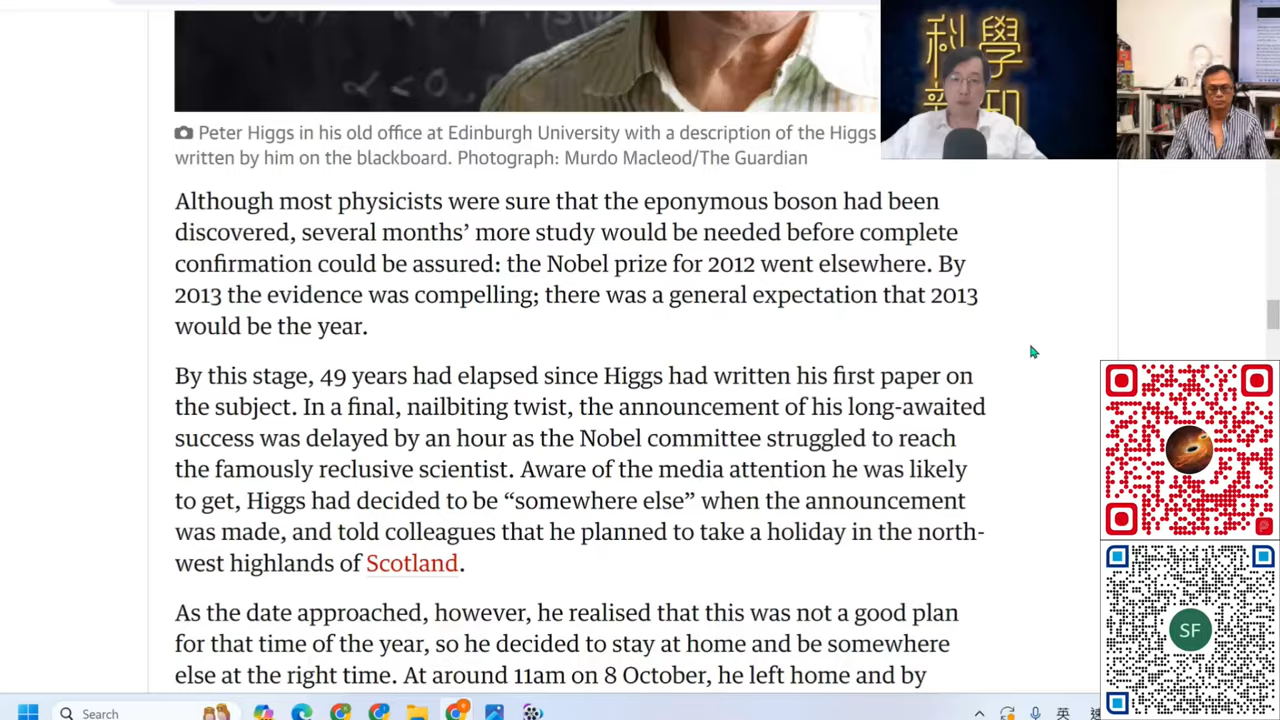 科學
Peter Higgs in his old office at Edinburgh University with a description of the Higgs
written by him on the blackboard. Photograph: Murdo Macleod/The Guardian
Although most physicists were sure that the eponymous boson had been
discovered, several months’ more study would be needed before complete
confirmation could be assured: the Nobel prize for 2012 went elsewhere. By
2013 the evidence was compelling; there was a general expectation that 2013
would be the year.
By this stage, 49 years had elapsed since Higgs had written his first paper on
the subject. In a final, nailbiting twist, the announcement of his long-awaited
success was delayed by an hour as the Nobel committee struggled to reach
the famously reclusive scientist. Aware of the media attention he was likely
to get, Higgs had decided to be “somewhere else” when the announcement
was made, and told colleagues that he planned to take a holiday in the north-
west highlands of Scotland.
As the date approached, however, he realised that this was not a good plan
for that time of the year, so he decided to stay at home and be somewhere
else at the right time. At around 11am on 8 October, he left home and by
SF
Search
英